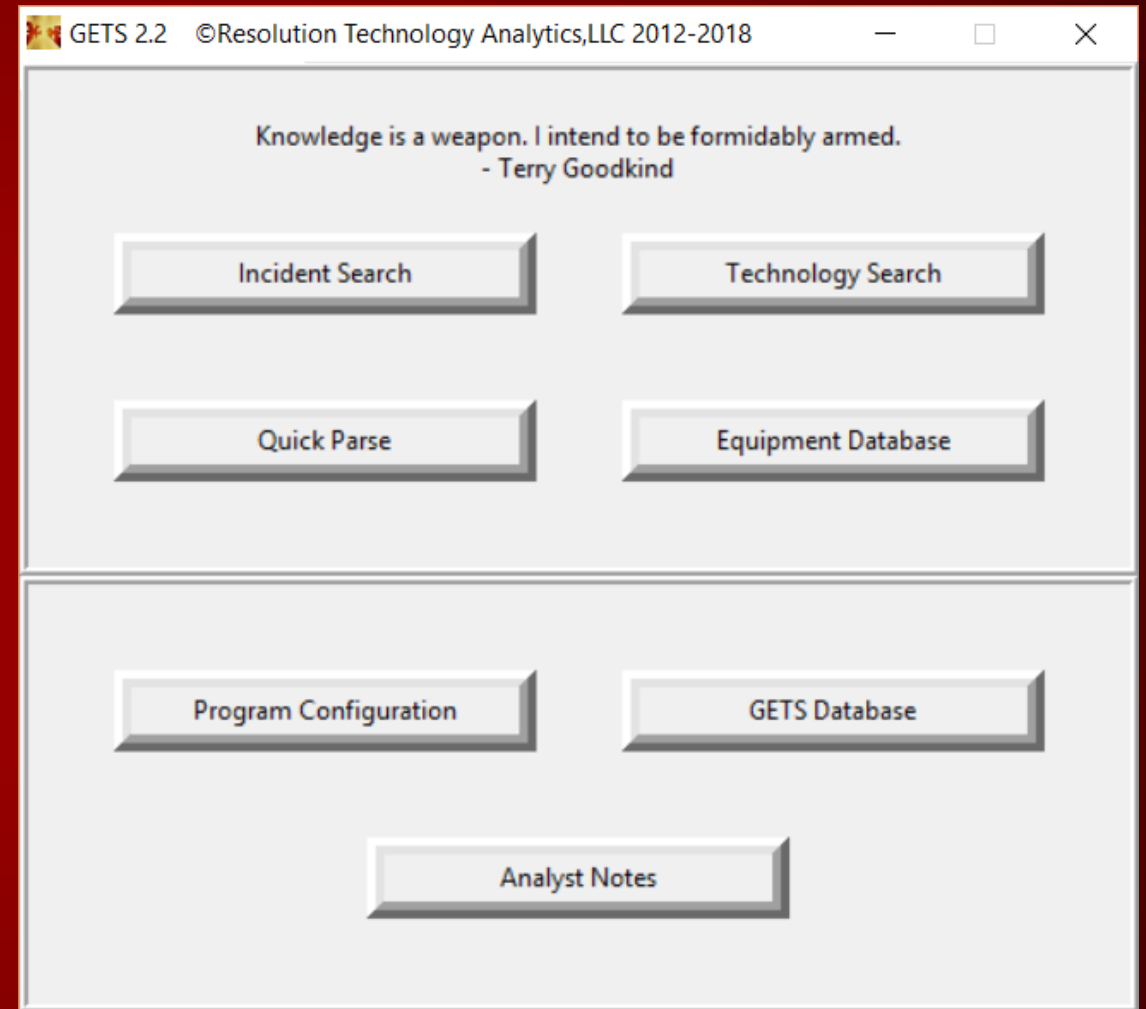 GETS 2.2 ©Resolution Technology Analytics,LLC 2012-2018
Knowledge is a weapon. I intend to be formidably armed.
- Terry Goodkind
Incident Search
Technology Search
Quick Parse
Equipment Database
Program Configuration
GETS Database
Analyst Notes